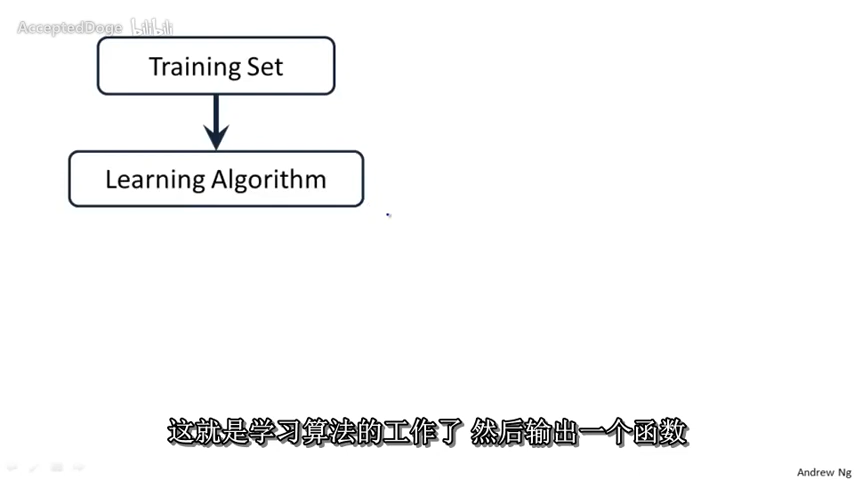 AcceptedDoge bilibili
Training Set
Learning Algorithm
这就是学习算法的工作了 然后输出一个函数
Andrew Ng